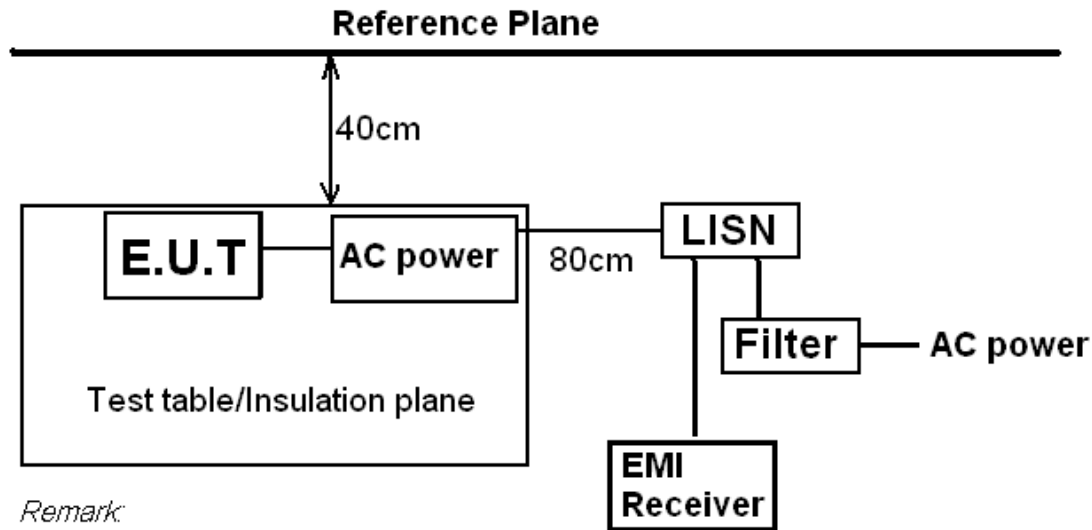 Reference Plane
40cm
E.U.T
AC power
80cm
LISN
Filter
AC power
Test table/Insulation plane
EMI
Receiver
Remark: